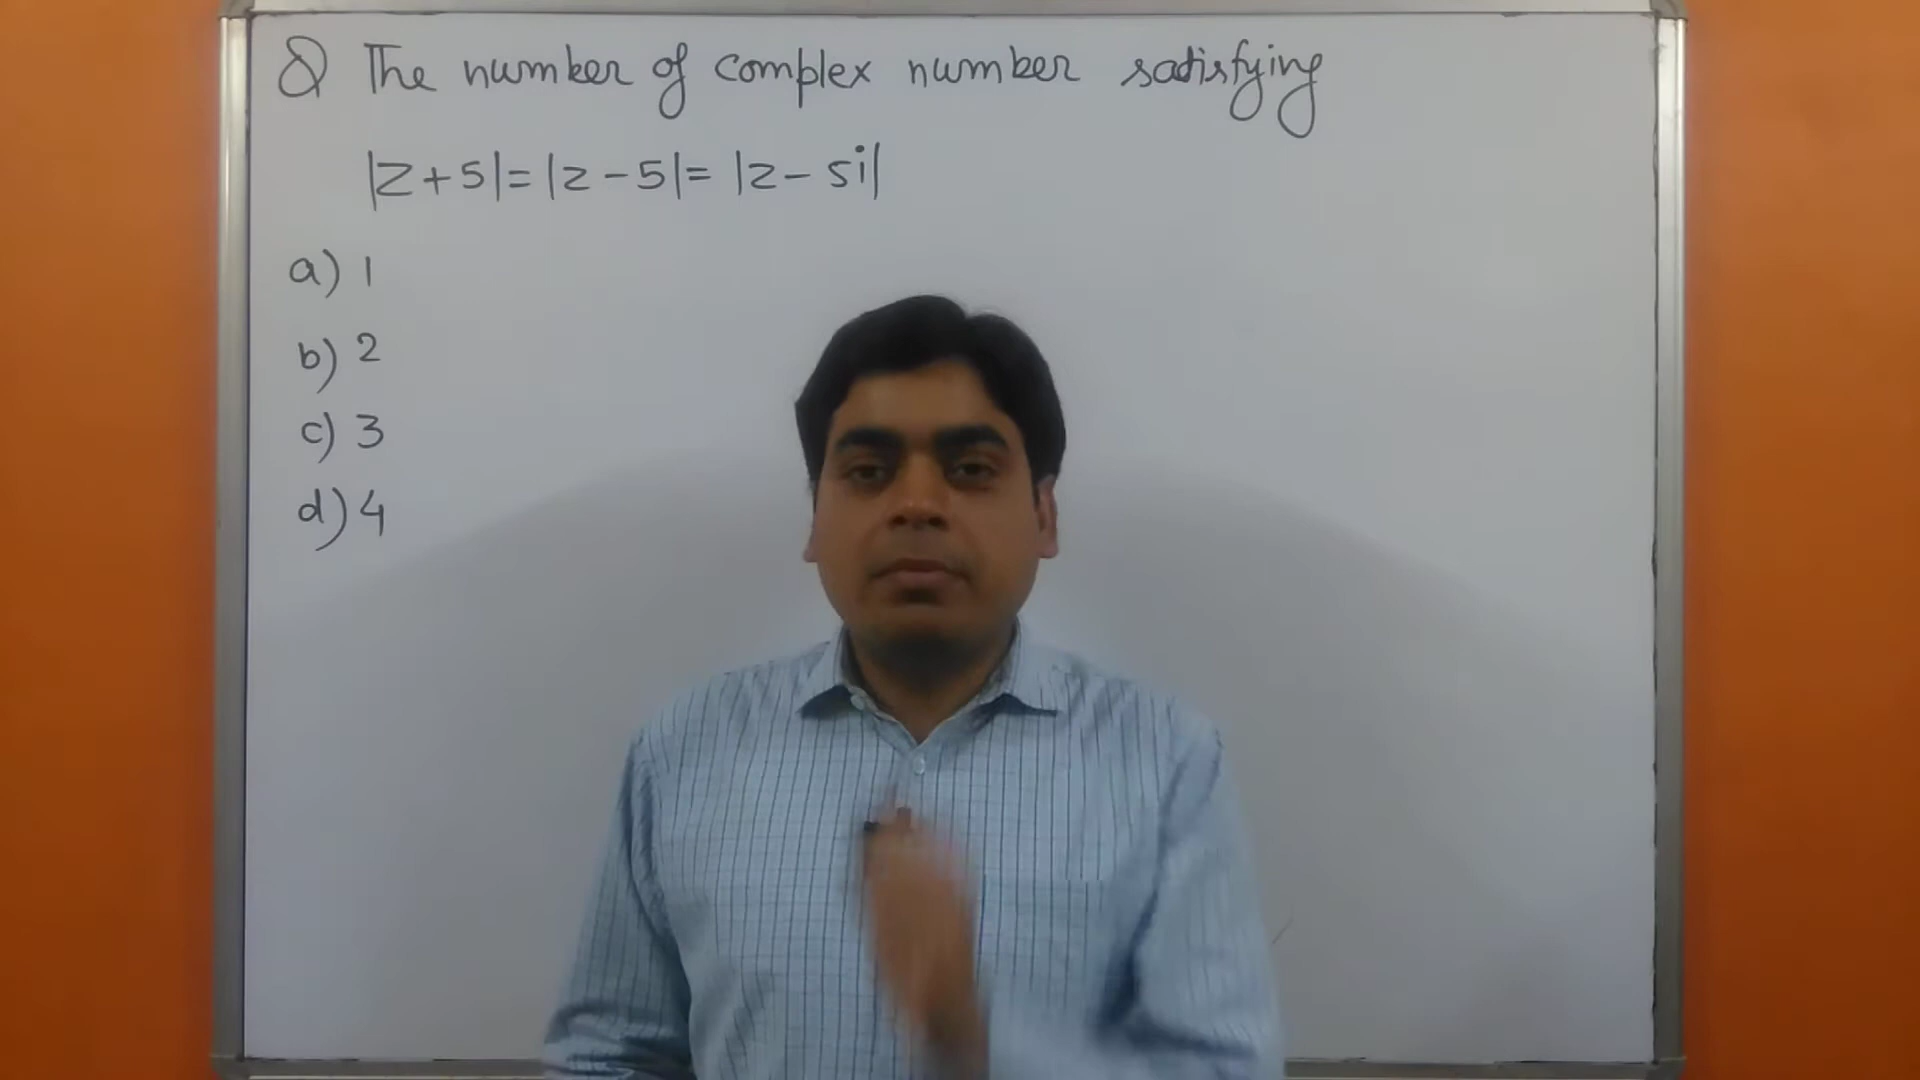 Q The number of complex number satisfying
|z+5|=|z-5|=|z-5i|
a) 1
b) 2
c) 3
d) 4